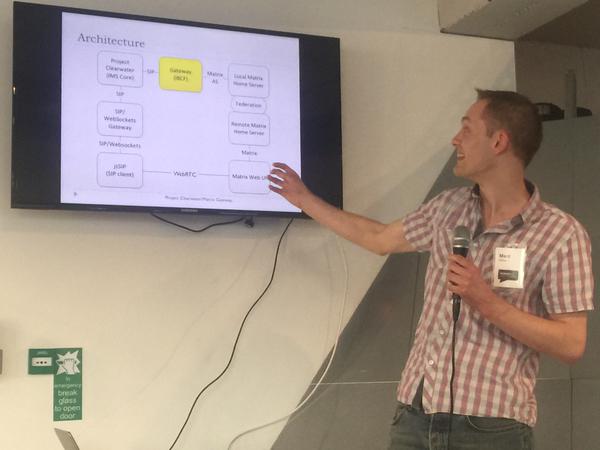 Architecture
Project
Clearwater
(IMS Core)
SIP
Gateway
(IBCF)
Matrix
AS
Local Matrix
Home Server
SIP
Federation
SIP/
WebSockets
Gateway
Remote Matrix
Home Server
SIP/Websockets
Matrix
jsSIP
(SIP client)
WebRTC
Matrix Web
Project Clearwater/Matrix Gateway
SAMSUNG
In
emergency
break
glass
to open
door